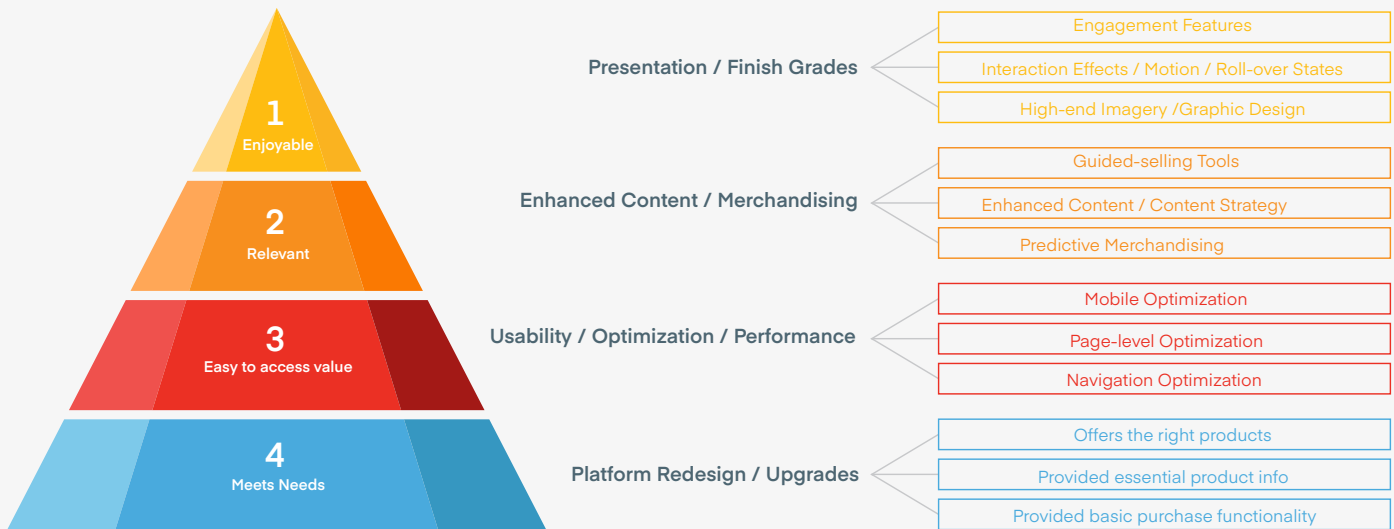 1
Enjoyable
Presentation / Finish Grades
Engagement Features
Interaction Effects / Motion / Roll-over States
High-end Imagery /Graphic Design
2
Relevant
Enhanced Content / Merchandising
Guided-selling Tools
Enhanced Content / Content Strategy
Predictive Merchandising
3
Easy to access value
Usability / Optimization / Performance
Mobile Optimization
Page-level Optimization
Navigation Optimization
4
Meets Needs
Platform Redesign / Upgrades
Offers the right products
Provided essential product info
Provided basic purchase functionality